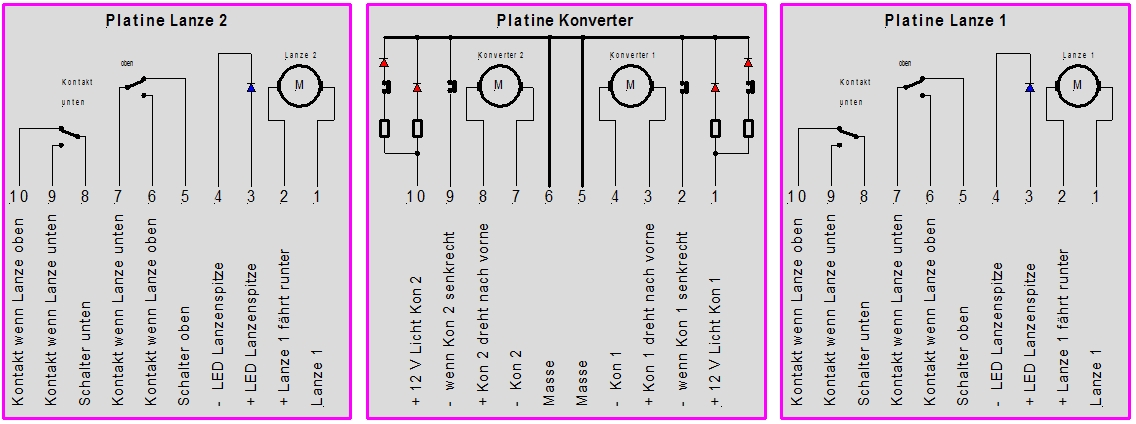 Platine Lanze 2
oben
Lanze 2
Kontakt
M
unten
10 9 8 7 6 5 4 3 2 1
Kontakt wenn Lanze oben
Kontakt wenn Lanze unten
Schalter unten
Kontakt wenn Lanze unten
Kontakt wenn Lanze oben
Schalter oben
- LED Lanzenspitze
+ LED Lanzenspitze
+ Lanze 1 fährt runter
Lanze 1
Platine Konverter
Konverter 2
Konverter 1
M
M
10 9 8 7 6 5 4 3 2 1
+ 12 V Licht Kon 2
- wenn Kon 2 senkrecht
+ Kon 2 dreht nach vorne
- Kon 2
Masse
Masse
- Kon 1
+ Kon 1 dreht nach vorne
- wenn Kon 1 senkrecht
+ 12 V Licht Kon 1
Platine Lanze 1
oben
Lanze 1
Kontakt
M
unten
10 9 8 7 6 5 4 3 2 1
Kontakt wenn Lanze oben
Kontakt wenn Lanze unten
Schalter unten
Kontakt wenn Lanze unten
Kontakt wenn Lanze oben
Schalter oben
- LED Lanzenspitze
+ LED Lanzenspitze
+ Lanze 1 fährt runter
Lanze 1